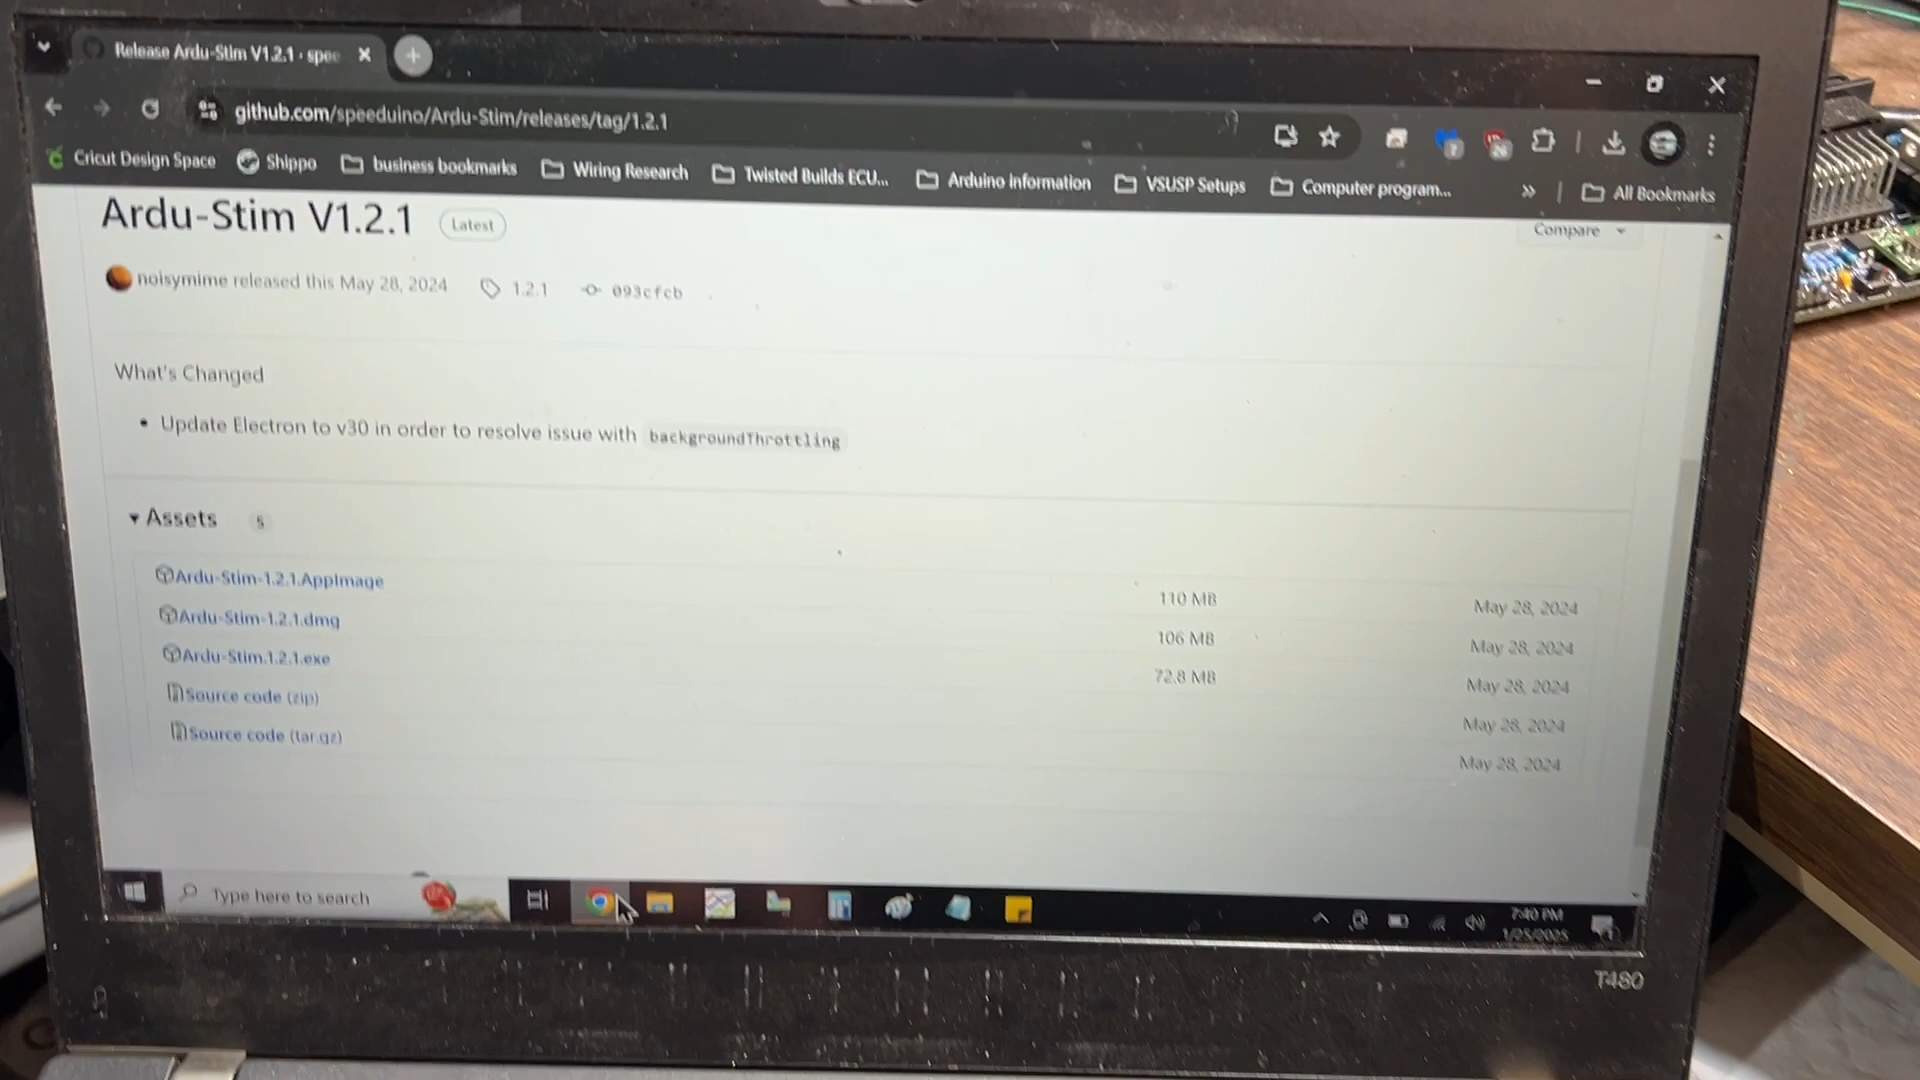 Release Ardu-Stim V1.2.1 · spee
github.com/speeduino/Ardu-Stim/releases/tag/1.2.1
Cricut Design Space Shippo business bookmarks Wiring Research Twisted Builds ECU... Arduino information VSUSP Setups Computer program... » All Bookmarks
Ardu-Stim V1.2.1 Latest Compare
noisymime released this May 28, 2024 1.2.1 093cfcb
What's Changed
• Update Electron to v30 in order to resolve issue with backgroundThrottling
Assets 5
Ardu-Stim-1.2.1.AppImage 110 MB May 28, 2024
Ardu-Stim-1.2.1.dmg 106 MB May 28, 2024
Ardu-Stim.1.2.1.exe 72.8 MB May 28, 2024
Source code (zip) May 28, 2024
Source code (tar.gz) May 28, 2024
Type here to search
7:40 PM
1/25/2025
T480